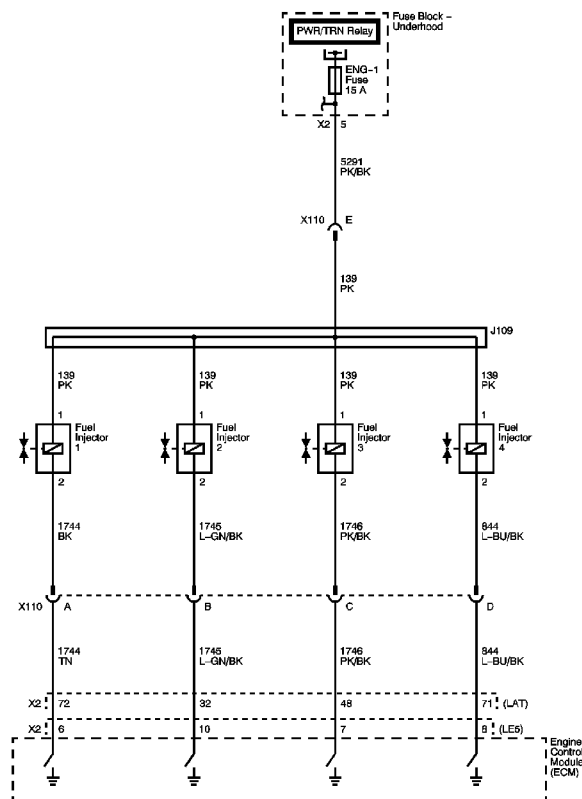 Fuse Block –
Underhood
PWR/TRN Relay
ENG–1
Fuse
15 A
X2 5
5291
PK/BK
X110 E
139
PK
J109
139 139 139 139
PK PK PK PK
1 1 1 1
Fuel Fuel Fuel Fuel
Injector Injector Injector Injector
1 2 3 4
2 2 2 2
1744 1745 1746 844
BK L–GN/BK PK/BK L–BU/BK
X110 A B C D
1744 1745 1746 844
TN L–GN/BK PK/BK L–BU/BK
X2 72 32 48 71 (LAT)
X2 6 10 7 8 (LE5)
Engine
Control
Module
(ECM)